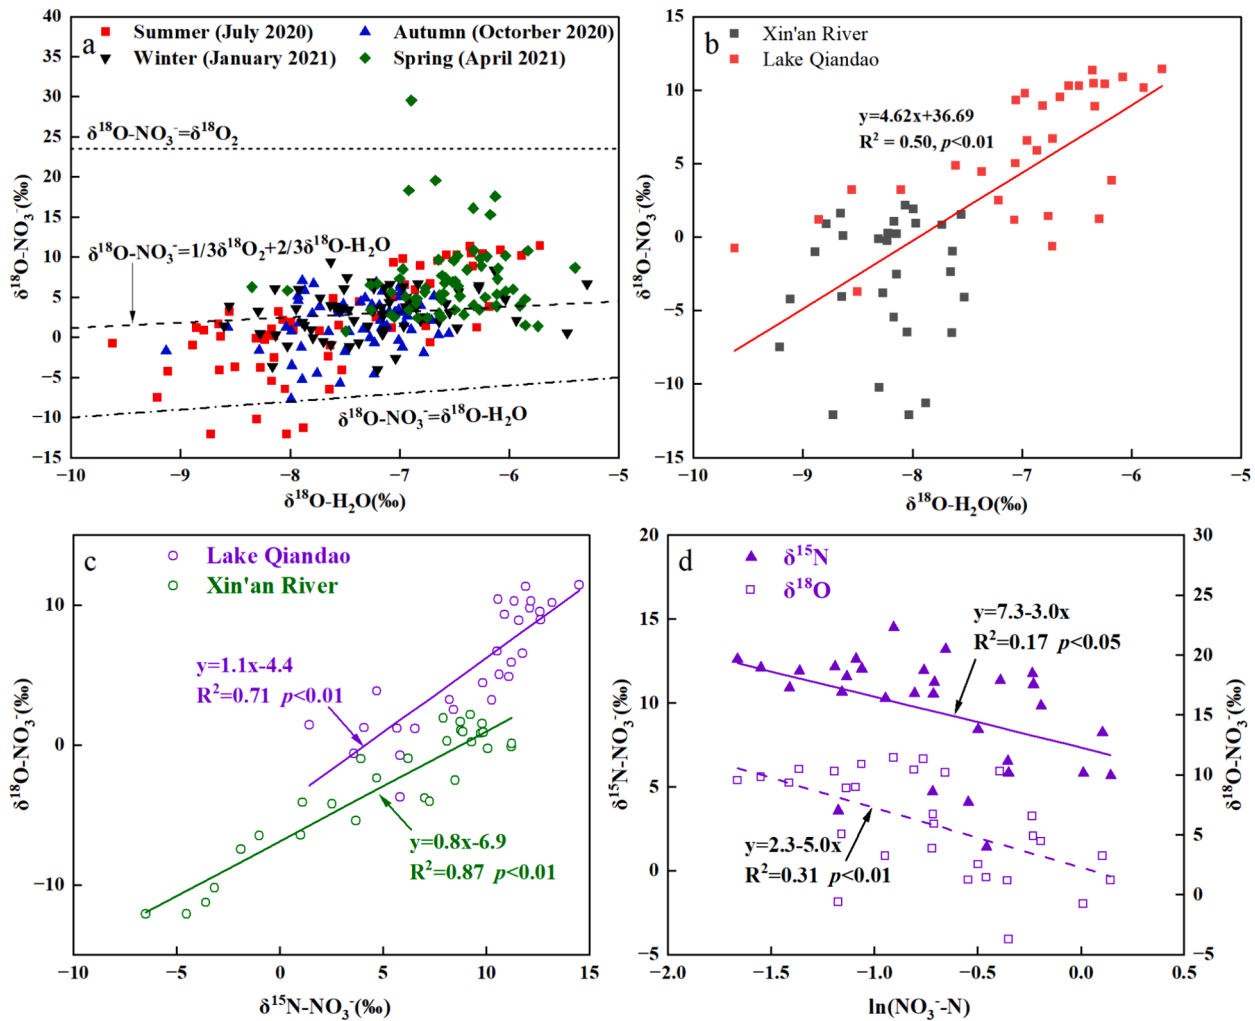 a
Summer (July 2020)
Autumn (Octorber 2020)
Winter (January 2021)
Spring (April 2021)
δ¹⁸O-NO₃⁻=δ¹⁸O₂
δ¹⁸O-NO₃⁻=1/3δ¹⁸O₂+2/3δ¹⁸O-H₂O
δ¹⁸O-NO₃⁻=δ¹⁸O-H₂O
40
35
30
25
20
15
10
5
0
−5
−10
−15
δ¹⁸O-NO₃⁻(‰)
−10
−9
−8
−7
−6
−5
δ¹⁸O-H₂O(‰)
b
Xin'an River
Lake Qiandao
y=4.62x+36.69
R² = 0.50, p<0.01
15
10
5
0
−5
−10
−15
δ¹⁸O-NO₃⁻(‰)
−10
−9
−8
−7
−6
−5
δ¹⁸O-H₂O(‰)
c
Lake Qiandao
Xin'an River
y=1.1x-4.4
R²=0.71 p<0.01
y=0.8x-6.9
R²=0.87 p<0.01
10
0
−10
δ¹⁸O-NO₃⁻(‰)
−10
−5
0
5
10
15
δ¹⁵N-NO₃⁻(‰)
d
δ¹⁵N
δ¹⁸O
y=7.3-3.0x
R²=0.17 p<0.05
y=2.3-5.0x
R²=0.31 p<0.01
20
15
10
5
0
−5
δ¹⁵N-NO₃⁻(‰)
30
25
20
15
10
5
0
−5
δ¹⁸O-NO₃⁻(‰)
−2.0
−1.5
−1.0
−0.5
0.0
0.5
ln(NO₃⁻-N)